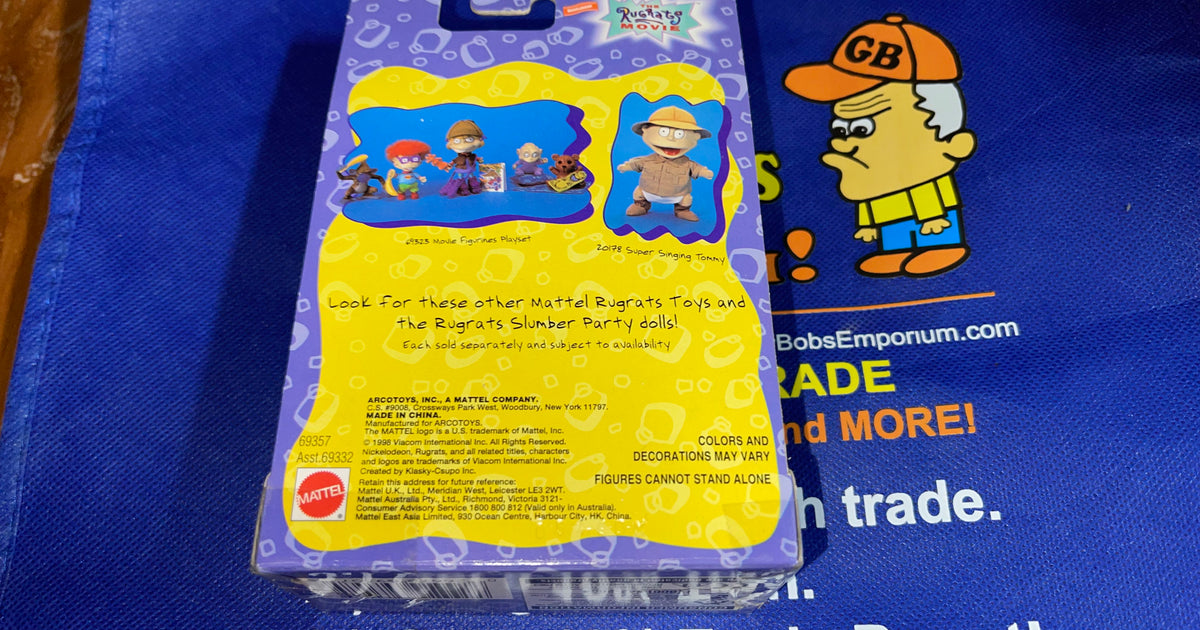 Nickelodeon
THE
Rugrats
MOVIE
69323 Movie Figurines Playset
20178 Super Singing Tommy
Look for these other Mattel Rugrats Toys and
the Rugrats Slumber Party dolls!
Each sold separately and subject to availability
ARCOTOYS, INC., A MATTEL COMPANY.
C.S. #9008, Crossways Park West, Woodbury, New York 11797.
MADE IN CHINA.
Manufactured for ARCOTOYS.
The MATTEL logo is a U.S. trademark of Mattel, Inc.
© 1998 Viacom International Inc. All Rights Reserved.
Nickelodeon, Rugrats, and all related titles, characters
and logos are trademarks of Viacom International Inc.
Created by Klasky-Csupo Inc.
Retain this address for future reference:
Mattel U.K., Ltd., Meridian West, Leicester LE3 2WT.
Mattel Australia Pty., Ltd., Richmond, Victoria 3121-
Consumer Advisory Service 1800 800 812 (Valid only in Australia).
Mattel East Asia Limited, 930 Ocean Centre, Harbour City, HK, China.
69357
Asst.69332
MATTEL
COLORS AND
DECORATIONS MAY VARY
FIGURES CANNOT STAND ALONE
GB
S
!
BobsEmporium.com
RADE
nd MORE!
h trade.